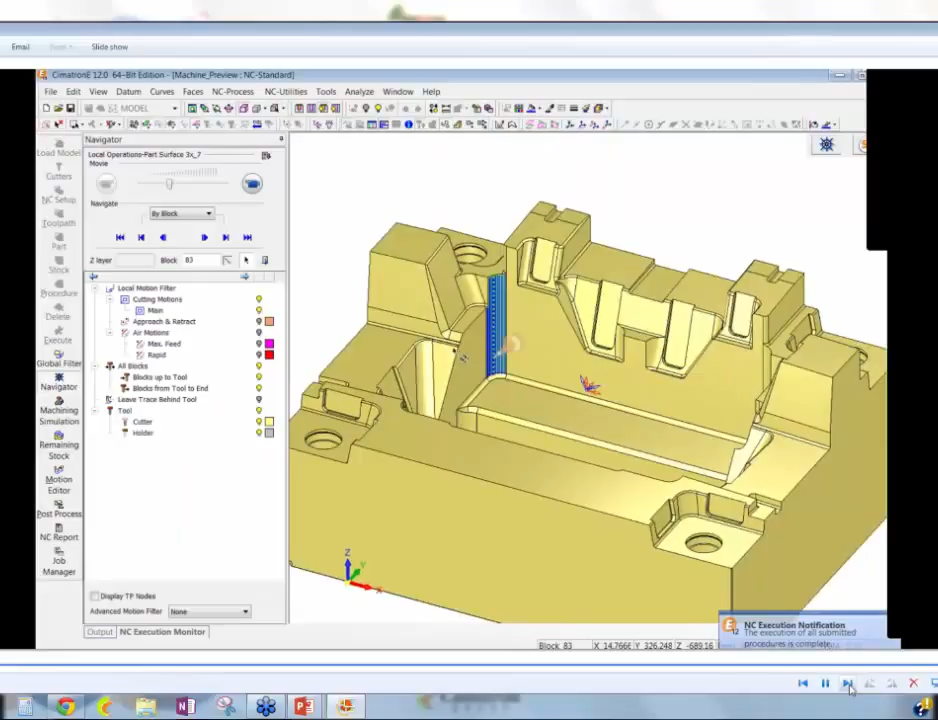 Email
Slide show
CimatronE 12.0 64-Bit Edition - [Machine_Preview : NC-Standard]
File Edit View Datum Curves Faces NC-Process NC-Utilities Tools Analyze Window Help
MODEL
Load Model
Cutters
NC Setup
Toolpath
Part
Stock
Procedure
Delete
Execute
Global Filter
Navigator
Machining Simulation
Remaining Stock
Motion Editor
Post Process
NC Report
Job Manager
Navigator
Local Operations-Part Surface 3x_7
Movie
Navigate
By Block
Z layer Block 83
Local Motion Filter
Cutting Motions
Main
Approach & Retract
Air Motions
Max. Feed
Rapid
All Blocks
Blocks up to Tool
Blocks from Tool to End
Leave Trace Behind Tool
Tool
Cutter
Holder
Display TP Nodes
Advanced Motion Filter None
Output NC Execution Monitor
Z
Y
X
NC Execution Notification
The execution of all submitted
procedures is complete.
Block 83 X 14.7666 Y 326.248 Z -689.16